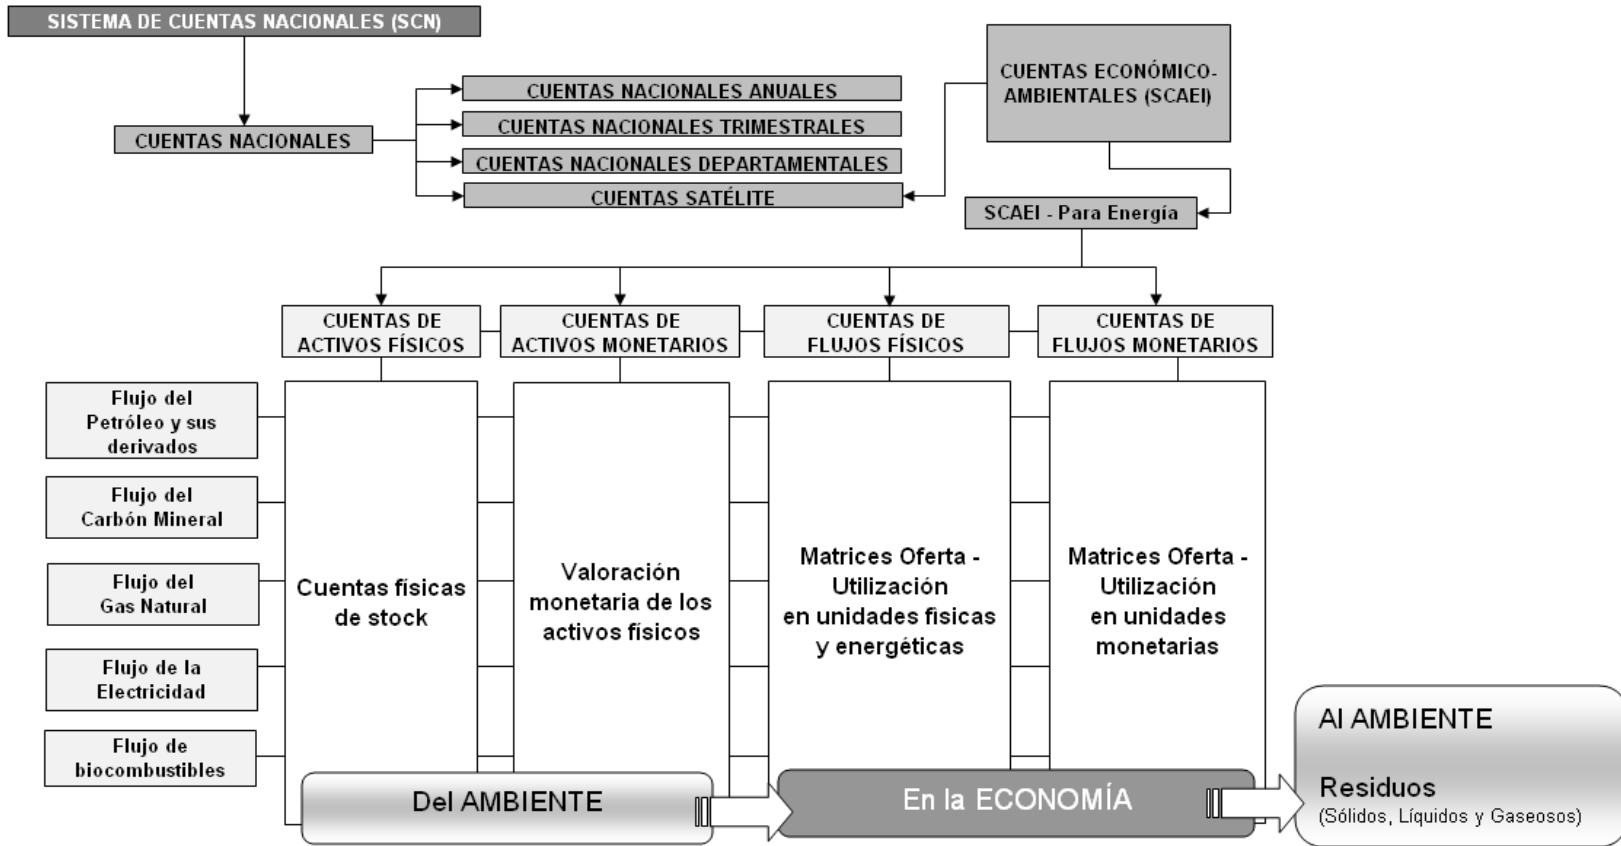 SISTEMA DE CUENTAS NACIONALES (SCN)
CUENTAS ECONÓMICO-
AMBIENTALES (SCAEI)
CUENTAS NACIONALES ANUALES
CUENTAS NACIONALES TRIMESTRALES
CUENTAS NACIONALES
CUENTAS NACIONALES DEPARTAMENTALES
CUENTAS SATÉLITE
SCAEI - Para Energía
CUENTAS DE
ACTIVOS FÍSICOS
CUENTAS DE
ACTIVOS MONETARIOS
CUENTAS DE
FLUJOS FÍSICOS
CUENTAS DE
FLUJOS MONETARIOS
Flujo del
Petróleo y sus
derivados
Flujo del
Carbón Mineral
Flujo del
Gas Natural
Flujo de la
Electricidad
Flujo de
biocombustibles
Cuentas físicas
de stock
Valoración
monetaria de los
activos físicos
Matrices Oferta -
Utilización
en unidades fisicas
y energéticas
Matrices Oferta -
Utilización
en unidades
monetarias
Del AMBIENTE
En la ECONOMÍA
Al AMBIENTE
Residuos
(Sólidos, Líquidos y Gaseosos)